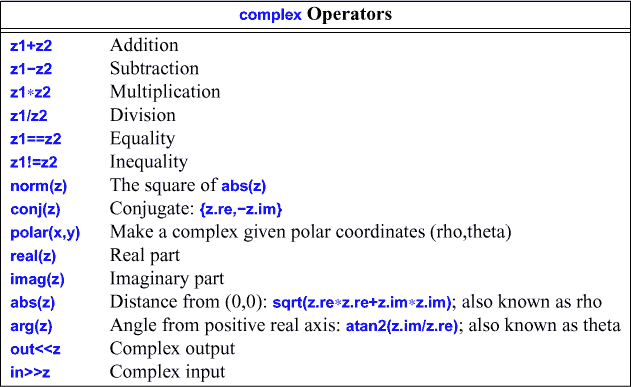 complex Operators
z1+z2 Addition
z1−z2 Subtraction
z1∗z2 Multiplication
z1/z2 Division
z1==z2 Equality
z1!=z2 Inequality
norm(z) The square of abs(z)
conj(z) Conjugate: {z.re,−z.im}
polar(x,y) Make a complex given polar coordinates (rho,theta)
real(z) Real part
imag(z) Imaginary part
abs(z) Distance from (0,0): sqrt(z.re∗z.re+z.im∗z.im); also known as rho
arg(z) Angle from positive real axis: atan2(z.im/z.re); also known as theta
out<<z Complex output
in>>z Complex input